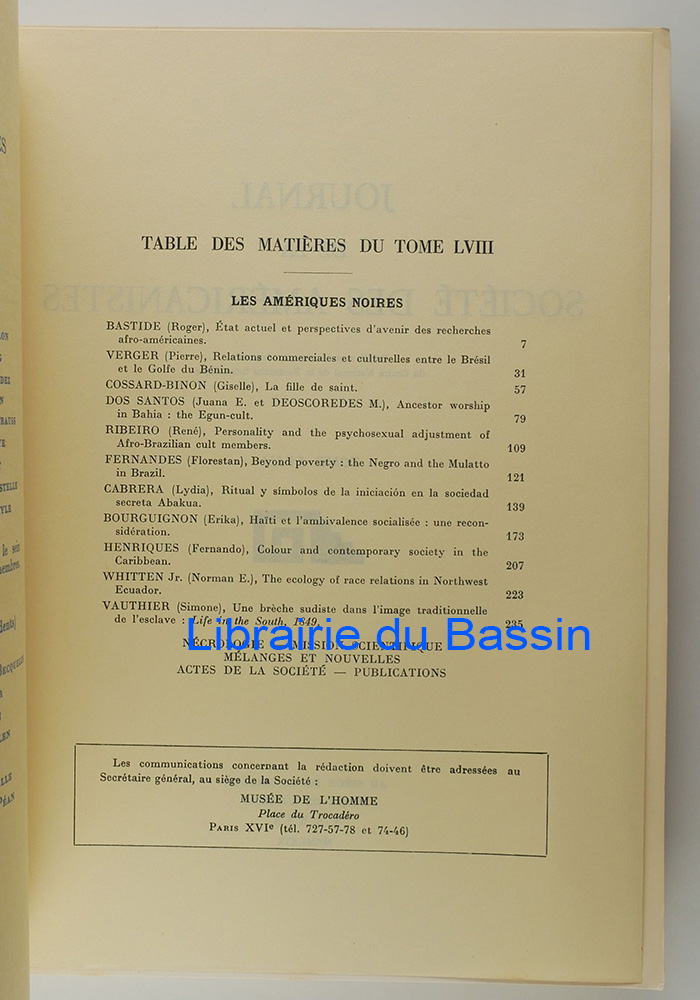 JOURNAL
TABLE DES MATIÈRES DU TOME LVIII
SOCIÉTÉ DES AMÉRICANISTES
LES AMÉRIQUES NOIRES
BASTIDE (Roger), État actuel et perspectives d'avenir des recherches
afro-américaines. 7
VERGER (Pierre), Relations commerciales et culturelles entre le Brésil
et le Golfe du Bénin. 31
COSSARD-BINON (Giselle), La fille de saint. 57
DOS SANTOS (Juana E. et DEOSCOREDES M.), Ancestor worship
in Bahia : the Egun-cult. 79
RIBEIRO (René), Personality and the psychosexual adjustment of
Afro-Brazilian cult members. 109
FERNANDES (Florestan), Beyond poverty : the Negro and the Mulatto
in Brazil. 121
CABRERA (Lydia), Ritual y símbolos de la iniciación en la sociedad
secreta Abakua. 139
BOURGUIGNON (Erika), Haïti et l'ambivalence socialisée : une recon-
sidération. 173
HENRIQUES (Fernando), Colour and contemporary society in the
Caribbean. 207
WHITTEN Jr. (Norman E.), The ecology of race relations in Northwest
Ecuador. 223
VAUTHIER (Simone), Une brèche sudiste dans l'image traditionnelle
de l'esclave : Life in the South, 1849. 235
Librairie du Bassin
NÉCROLOGIE — MISSION SCIENTIFIQUE
MÉLANGES ET NOUVELLES
ACTES DE LA SOCIÉTÉ — PUBLICATIONS
Les communications concernant la rédaction doivent être adressées au
Secrétaire général, au siège de la Société :
MUSÉE DE L'HOMME
Place du Trocadéro
PARIS XVIe (tél. 727-57-78 et 74-46)